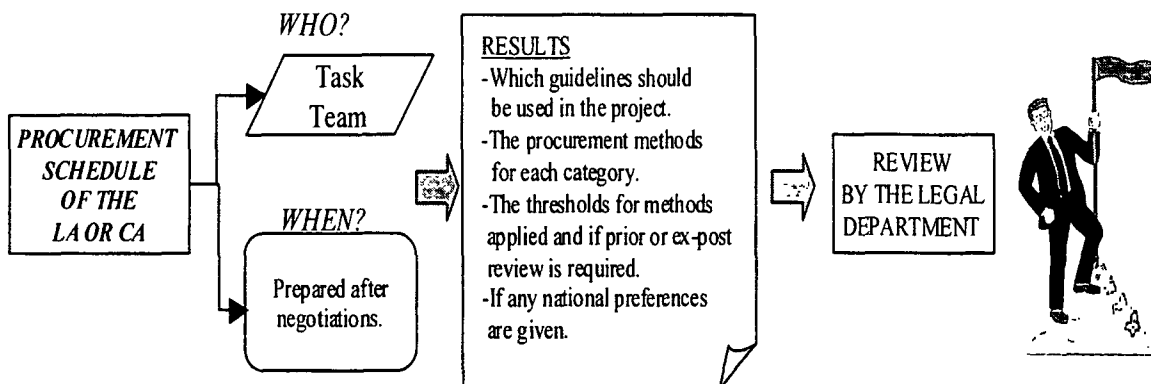 PROCUREMENT
SCHEDULE
OF THE
LA OR CA
WHO?
Task
Team
WHEN?
Prepared after
negotiations.
RESULTS
-Which guidelines should
be used in the project.
-The procurement methods
for each category.
-The thresholds for methods
applied and if prior or ex-post
review is required.
-If any national preferences
are given.
REVIEW
BY THE LEGAL
DEPARTMENT